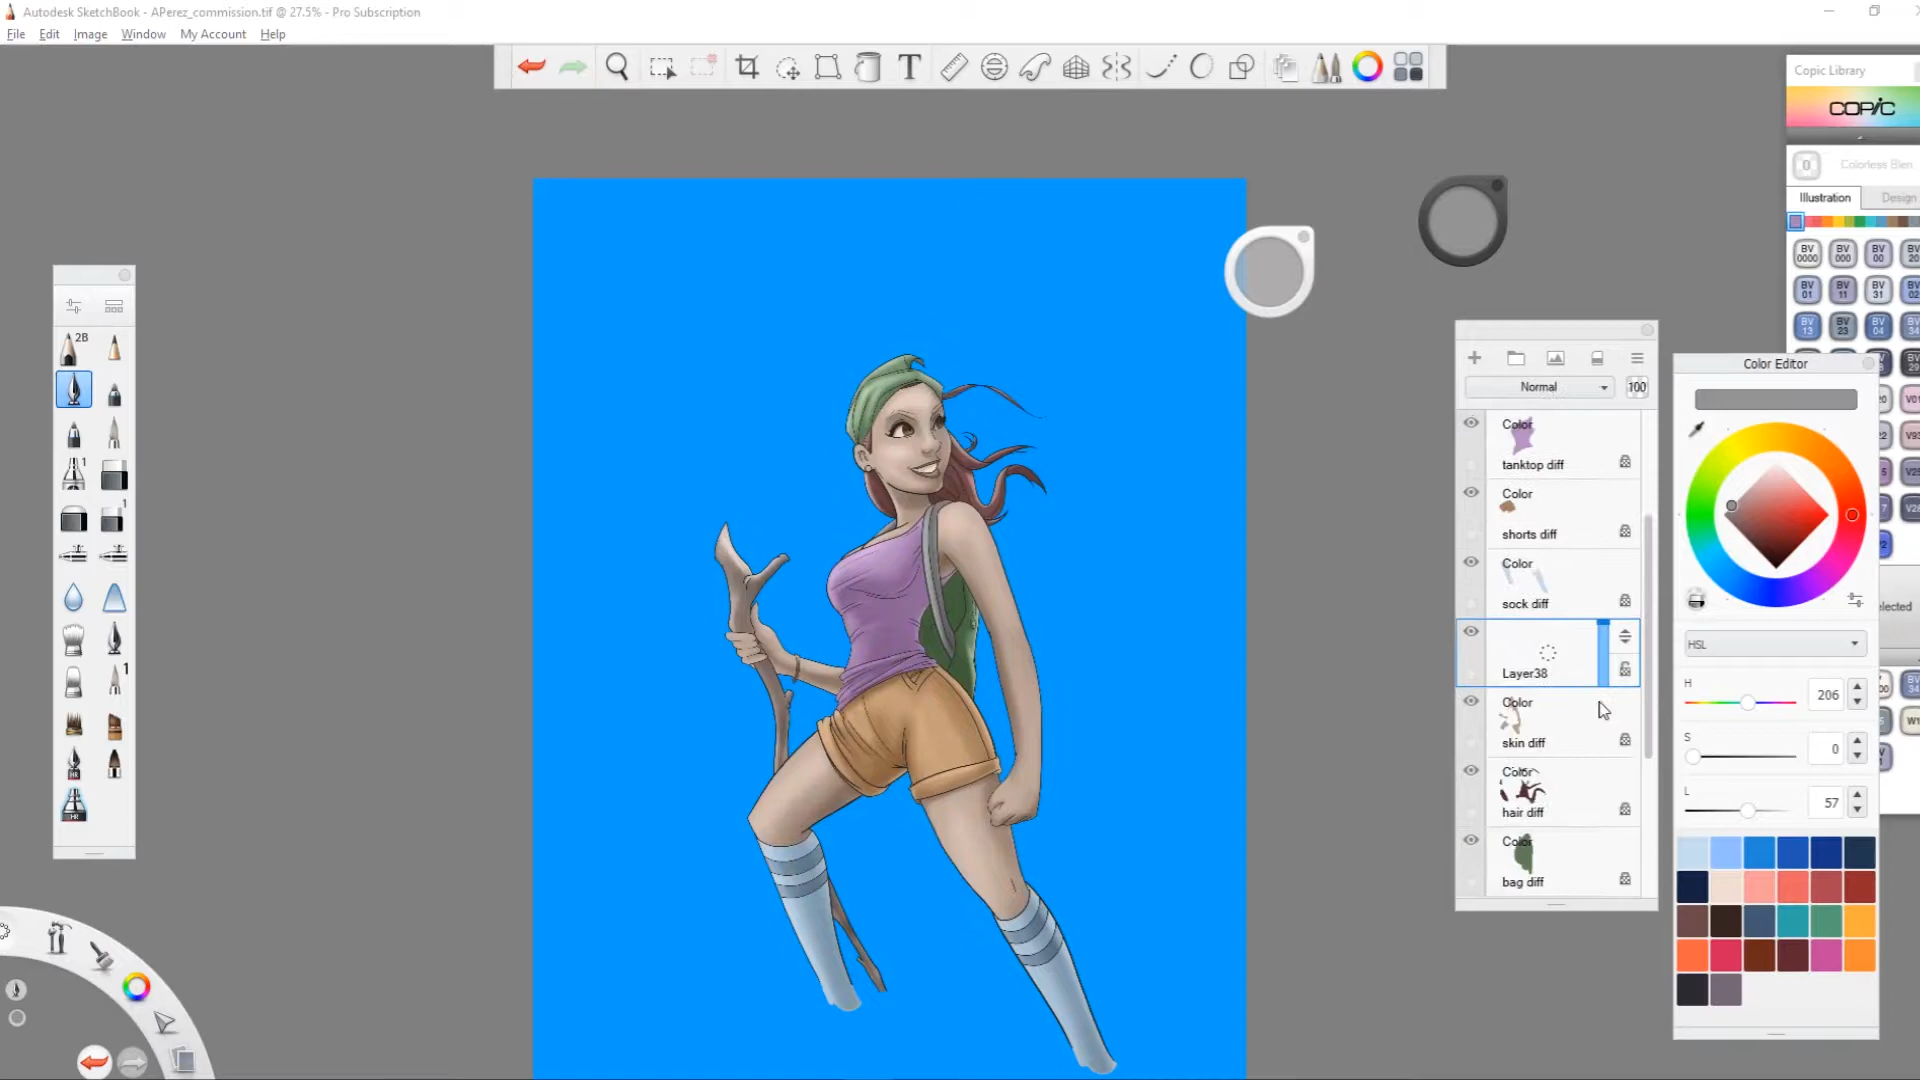 Autodesk SketchBook - APerez_commission.tif @ 27.5% - Pro Subscription
File Edit Image Window My Account Help
T
Copic Library
COPIC
0 Colorless Blen
Illustration Design
BV 0000 BV 000 BV 00 BV 20
BV 01 BV 11 BV 31 BV 02
BV 13 BV 23 BV 04 BV 34
2B
1
1
1
HR
HR
Normal 100
Color
tanktop diff
Color
shorts diff
Color
sock diff
Layer38
Color
skin diff
Color
hair diff
Color
bag diff
Color Editor
HSL
H 206
S 0
L 57
elected